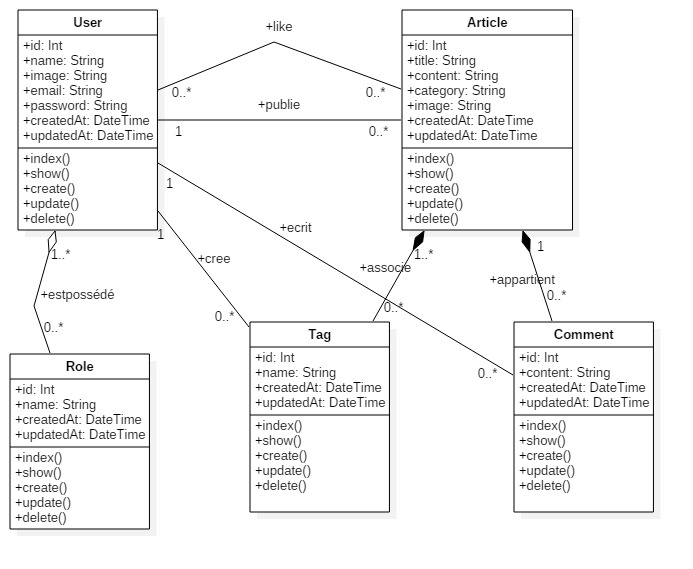 User
+id: Int
+name: String
+image: String
+email: String
+password: String
+createdAt: DateTime
+updatedAt: DateTime
+index()
+show()
+create()
+update()
+delete()
+like
0..*
0..*
+publie
1
0..*
Article
+id: Int
+title: String
+content: String
+category: String
+image: String
+createdAt: DateTime
+updatedAt: DateTime
+index()
+show()
+create()
+update()
+delete()
1
+ecrit
0..*
1
+cree
0..*
1..*
+estpossédé
0..*
1..*
+associe
0..*
1
+appartient
0..*
Role
+id: Int
+name: String
+createdAt: DateTime
+updatedAt: DateTime
+index()
+show()
+create()
+update()
+delete()
Tag
+id: Int
+name: String
+createdAt: DateTime
+updatedAt: DateTime
+index()
+show()
+create()
+update()
+delete()
Comment
+id: Int
+content: String
+createdAt: DateTime
+updatedAt: DateTime
+index()
+show()
+create()
+update()
+delete()